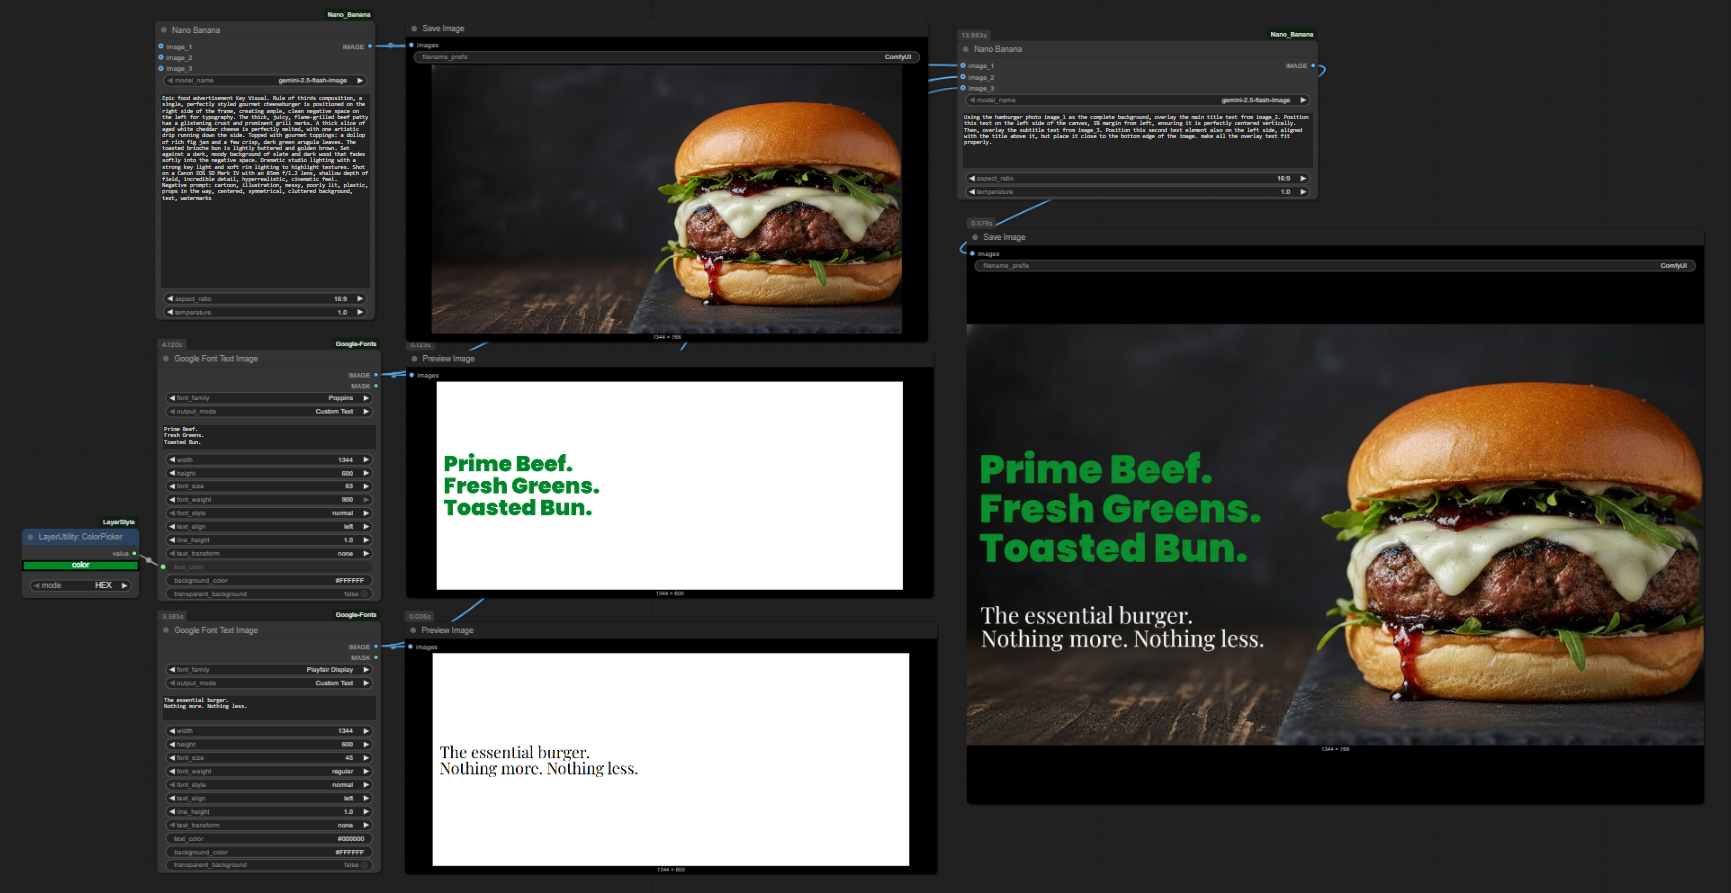 Nano_Banana
Nano Banana
image_1
IMAGE
image_2
image_3
model_name
gemini-2.5-flash-image
Epic food advertisement Key Visual. Rule of thirds composition, a
single, perfectly styled gourmet cheeseburger is positioned on the
right side of the frame, creating ample, clean negative space on
the left for typography. The thick, juicy, flame-grilled beef patty
has a glistening crust and prominent grill marks. A thick slice of
aged white cheddar cheese is perfectly melted, with one artistic
drip running down the side. Topped with gourmet toppings: a dollop
of rich fig jam and a few crisp, dark green arugula leaves. The
toasted brioche bun is lightly buttered and golden brown. Set
against a dark, moody background of slate and dark wood that fades
softly into the negative space. Dramatic studio lighting with a
strong key light and soft rim lighting to highlight textures. Shot
on a Canon EOS 5D Mark IV with an 85mm f/1.2 lens, shallow depth of
field, incredible detail, hyperrealistic, cinematic feel.
Negative prompt: cartoon, illustration, messy, poorly lit, plastic,
props in the way, centered, symmetrical, cluttered background,
text, watermarks
aspect_ratio
16:9
temperature
1.0
Save Image
images
filename_prefix
ComfyUI
1344 × 768
13.983s
Nano_Banana
Nano Banana
image_1
IMAGE
image_2
image_3
model_name
gemini-2.5-flash-image
Using the hamburger photo image_1 as the complete background, overlay the main title text from image_2. Position
this text on the left side of the canvas, 5% margin from left, ensuring it is perfectly centered vertically.
Then, overlay the subtitle text from image_3. Position this second text element also on the left side, aligned
with the title above it, but place it close to the bottom edge of the image. make all the overlay text fit
properly.
aspect_ratio
16:9
temperature
1.0
4.120s
Google-Fonts
Google Font Text Image
IMAGE
MASK
font_family
Poppins
output_mode
Custom Text
Prime Beef.
Fresh Greens.
Toasted Bun.
width
1344
height
600
font_size
63
font_weight
900
font_style
normal
text_align
left
line_height
1.0
text_transform
none
text_color
background_color
#FFFFFF
transparent_background
false
LayerStyle
LayerUtility: ColorPicker
value
color
mode
HEX
0.123s
Preview Image
images
Prime Beef.
Fresh Greens.
Toasted Bun.
1344 × 600
3.385s
Google-Fonts
Google Font Text Image
IMAGE
MASK
font_family
Playfair Display
output_mode
Custom Text
The essential burger.
Nothing more. Nothing less.
width
1344
height
600
font_size
45
font_weight
regular
font_style
normal
text_align
left
line_height
1.0
text_transform
none
text_color
#000000
background_color
#FFFFFF
transparent_background
false
0.026s
Preview Image
images
The essential burger.
Nothing more. Nothing less.
1344 × 600
0.579s
Save Image
images
filename_prefix
ComfyUI
Prime Beef.
Fresh Greens.
Toasted Bun.
The essential burger.
Nothing more. Nothing less.
1344 × 768